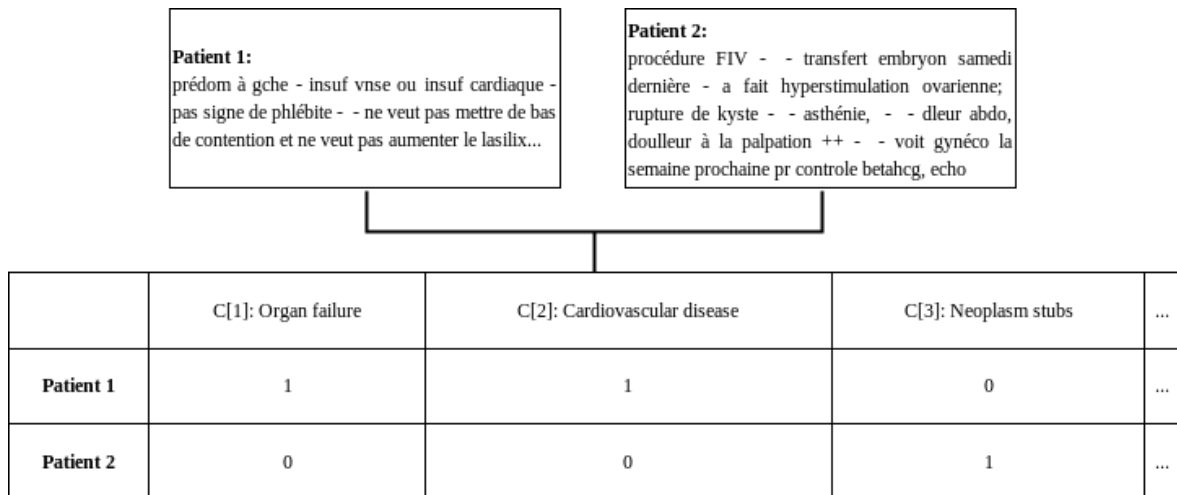 Patient 1:
prédom à gche - insuf vnse ou insuf cardiaque -
pas signe de phlébite - - ne veut pas mettre de bas
de contention et ne veut pas aumenter le lasilix...
Patient 2:
procédure FIV - - transfert embryon samedi
dernière - a fait hyperstimulation ovarienne;
rupture de kyste - - asthénie, - - dleur abdo,
doulleur à la palpation ++ - - voit gynéco la
semaine prochaine pr controle betahcg, echo
C[1]: Organ failure C[2]: Cardiovascular disease C[3]: Neoplasm stubs ...
Patient 1 1 1 0 ...
Patient 2 0 0 1 ...